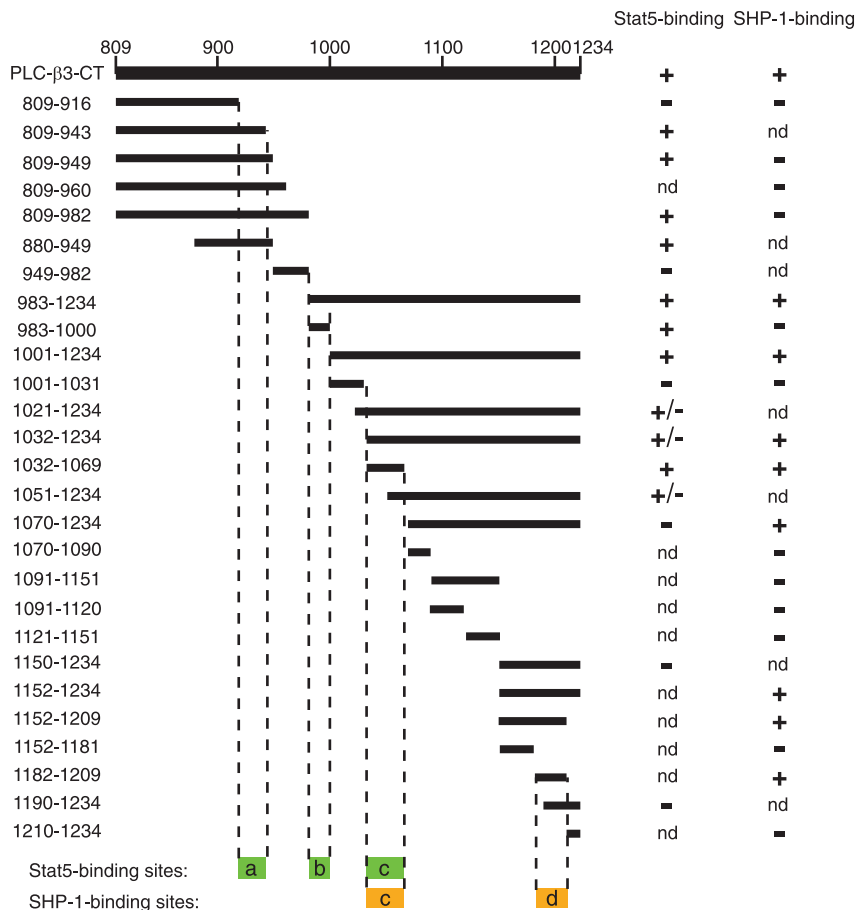 Stat5-binding SHP-1-binding
809 900 1000 1100 1200 1234
PLC-β3-CT + +
809-916 - -
809-943 + nd
809-949 + -
809-960 nd -
809-982 + -
880-949 + nd
949-982 - nd
983-1234 + +
983-1000 + -
1001-1234 + +
1001-1031 - -
1021-1234 +/- nd
1032-1234 +/- +
1032-1069 + +
1051-1234 +/- nd
1070-1234 - +
1070-1090 nd -
1091-1151 nd -
1091-1120 nd -
1121-1151 nd -
1150-1234 - nd
1152-1234 nd +
1152-1209 nd +
1152-1181 nd -
1182-1209 nd +
1190-1234 - nd
1210-1234 nd -
Stat5-binding sites: a b c
SHP-1-binding sites: c d